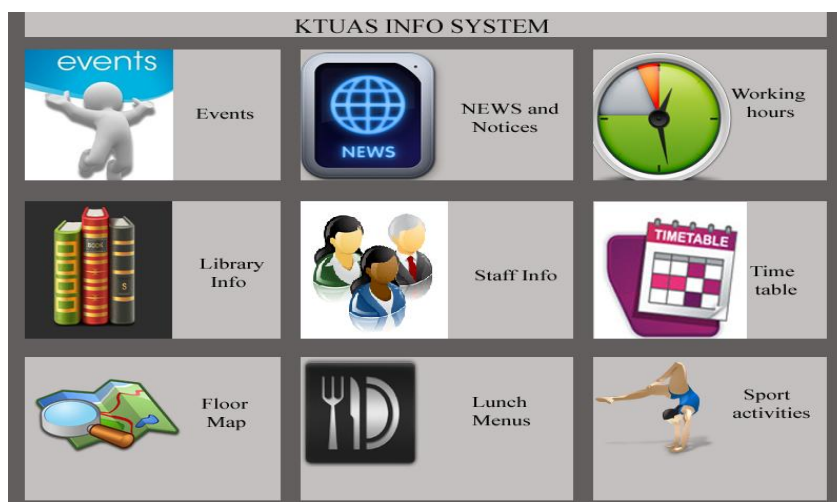 KTUAS INFO SYSTEM
events
Events
NEWS
NEWS and
Notices
Working
hours
BOOK
S
Library
Info
Staff Info
TIMETABLE
Time
table
Floor
Map
Lunch
Menus
Sport
activities